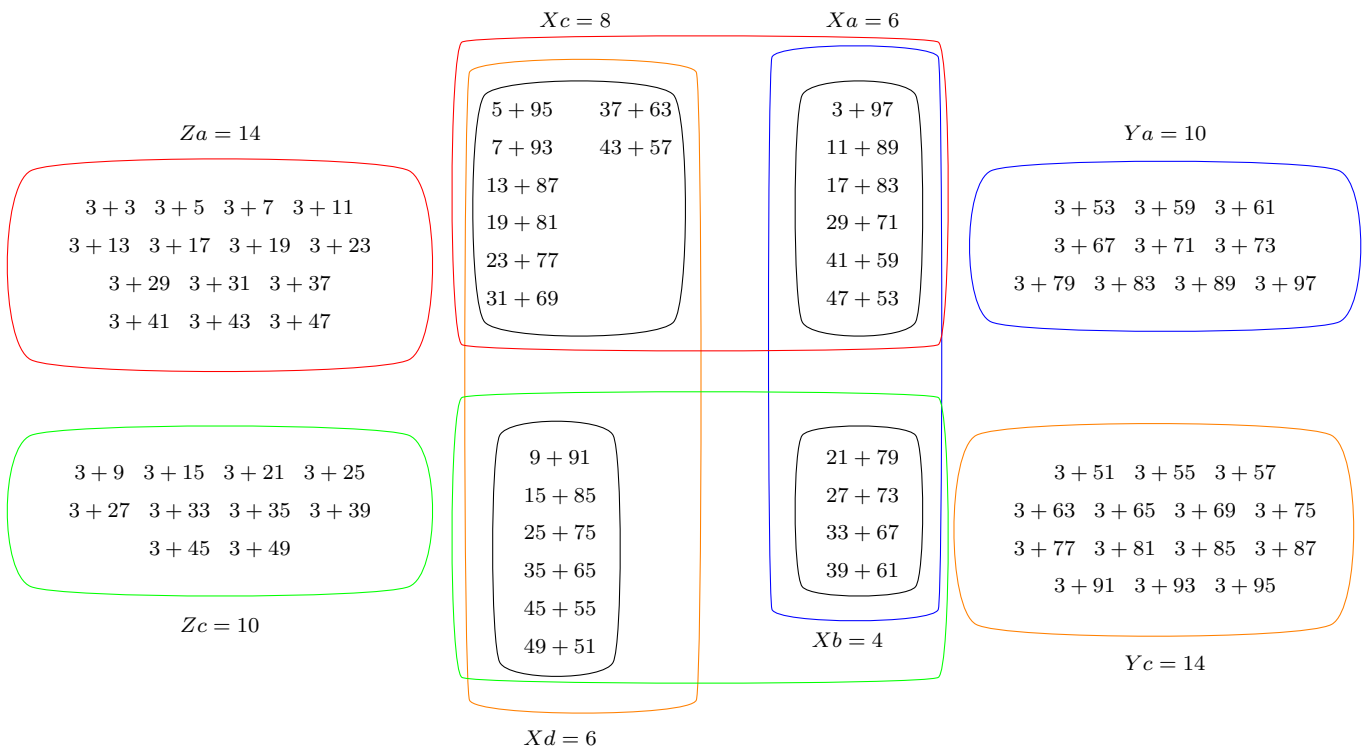 Xc = 8
5 + 95 37 + 63
7 + 93 43 + 57
13 + 87
19 + 81
23 + 77
31 + 69
Xa = 6
3 + 97
11 + 89
17 + 83
29 + 71
41 + 59
47 + 53
Za = 14
3 + 3 3 + 5 3 + 7 3 + 11
3 + 13 3 + 17 3 + 19 3 + 23
3 + 29 3 + 31 3 + 37
3 + 41 3 + 43 3 + 47
Ya = 10
3 + 53 3 + 59 3 + 61
3 + 67 3 + 71 3 + 73
3 + 79 3 + 83 3 + 89 3 + 97
3 + 9 3 + 15 3 + 21 3 + 25
3 + 27 3 + 33 3 + 35 3 + 39
3 + 45 3 + 49
Zc = 10
9 + 91
15 + 85
25 + 75
35 + 65
45 + 55
49 + 51
Xd = 6
21 + 79
27 + 73
33 + 67
39 + 61
Xb = 4
3 + 51 3 + 55 3 + 57
3 + 63 3 + 65 3 + 69 3 + 75
3 + 77 3 + 81 3 + 85 3 + 87
3 + 91 3 + 93 3 + 95
Yc = 14